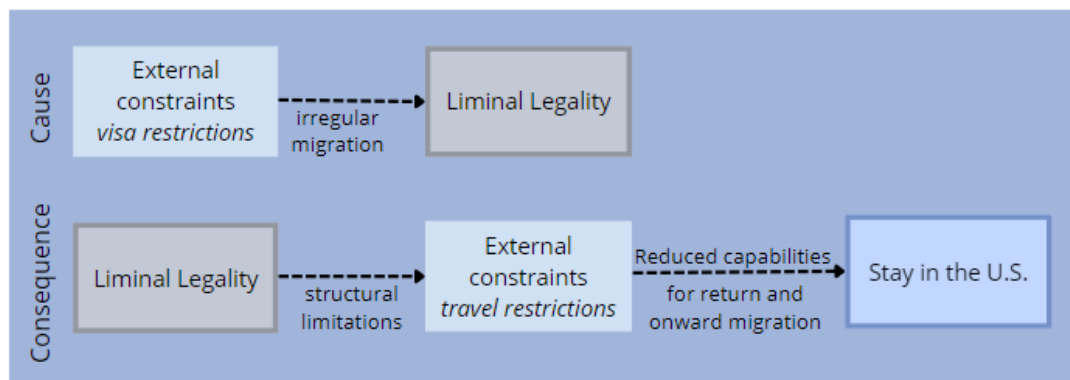 Cause
External
constraints
visa restrictions
irregular
migration
Liminal Legality
Consequence
Liminal Legality
structural
limitations
External
constraints
travel restrictions
Reduced capabilities
for return and
onward migration
Stay in the U.S.